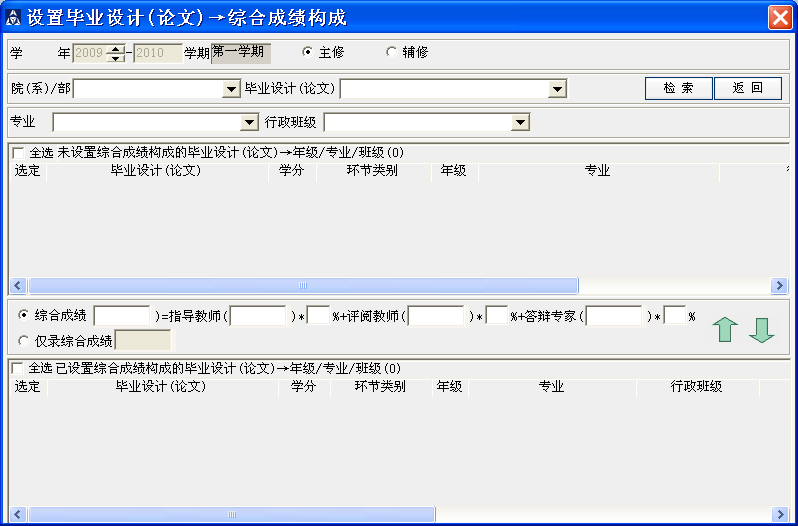 设置毕业设计(论文)→综合成绩构成
学 年 2009 - 2010 学期 第一学期 主修 辅修
院(系)/部 毕业设计(论文) 检 索 返 回
专业 行政班级
全选 未设置综合成绩构成的毕业设计(论文)→年级/专业/班级(0)
选定 毕业设计(论文) 学分 环节类别 年级 专业
综合成绩 )=指导教师( )* %+评阅教师( )* %+答辩专家( )* %
仅录综合成绩
全选 已设置综合成绩构成的毕业设计(论文)→年级/专业/班级(0)
选定 毕业设计(论文) 学分 环节类别 年级 专业 行政班级